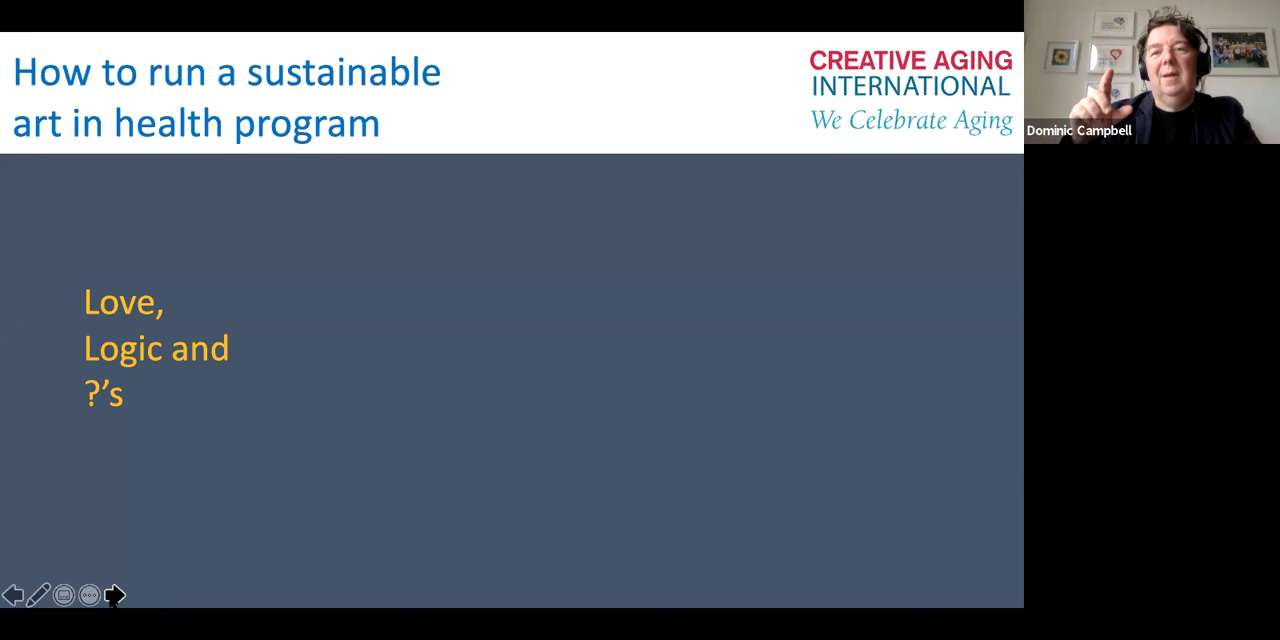 How to run a sustainable
art in health program
CREATIVE AGING
INTERNATIONAL
We Celebrate Aging
Dominic Campbell
Love,
Logic and
?’s